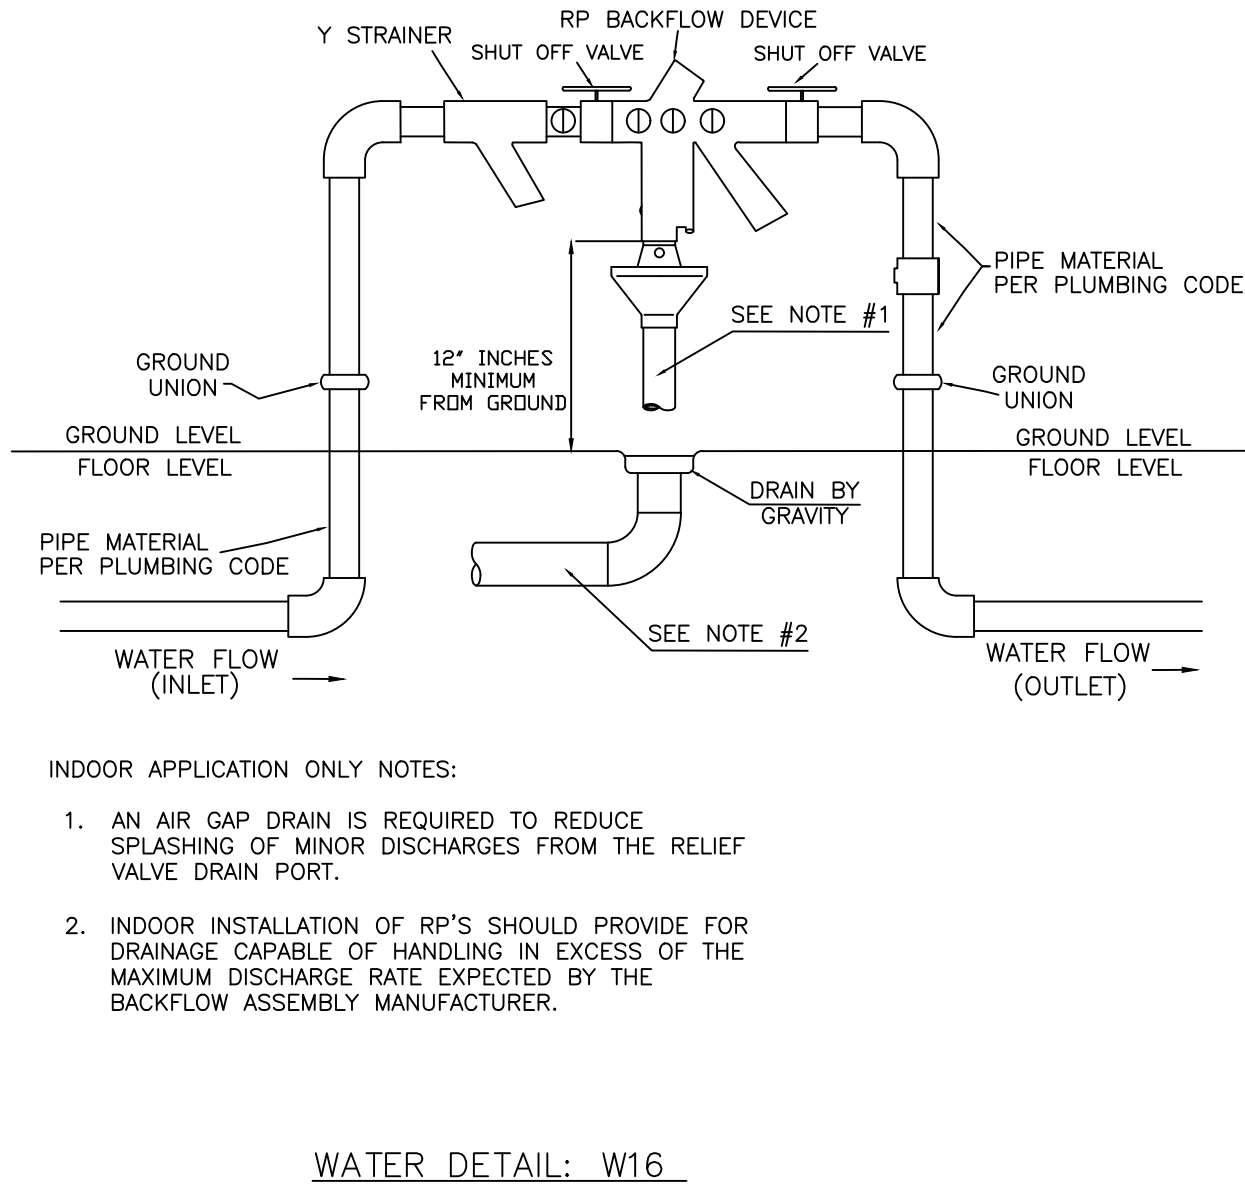 RP BACKFLOW DEVICE
Y STRAINER
SHUT OFF VALVE
SHUT OFF VALVE
PIPE MATERIAL
PER PLUMBING CODE
SEE NOTE #1
12" INCHES
MINIMUM
FROM GROUND
GROUND
UNION
GROUND
UNION
GROUND LEVEL
FLOOR LEVEL
GROUND LEVEL
FLOOR LEVEL
DRAIN BY
GRAVITY
PIPE MATERIAL
PER PLUMBING CODE
SEE NOTE #2
WATER FLOW
(INLET)
WATER FLOW
(OUTLET)
INDOOR APPLICATION ONLY NOTES:
1. AN AIR GAP DRAIN IS REQUIRED TO REDUCE
SPLASHING OF MINOR DISCHARGES FROM THE RELIEF
VALVE DRAIN PORT.
2. INDOOR INSTALLATION OF RP'S SHOULD PROVIDE FOR
DRAINAGE CAPABLE OF HANDLING IN EXCESS OF THE
MAXIMUM DISCHARGE RATE EXPECTED BY THE
BACKFLOW ASSEMBLY MANUFACTURER.
WATER DETAIL: W16